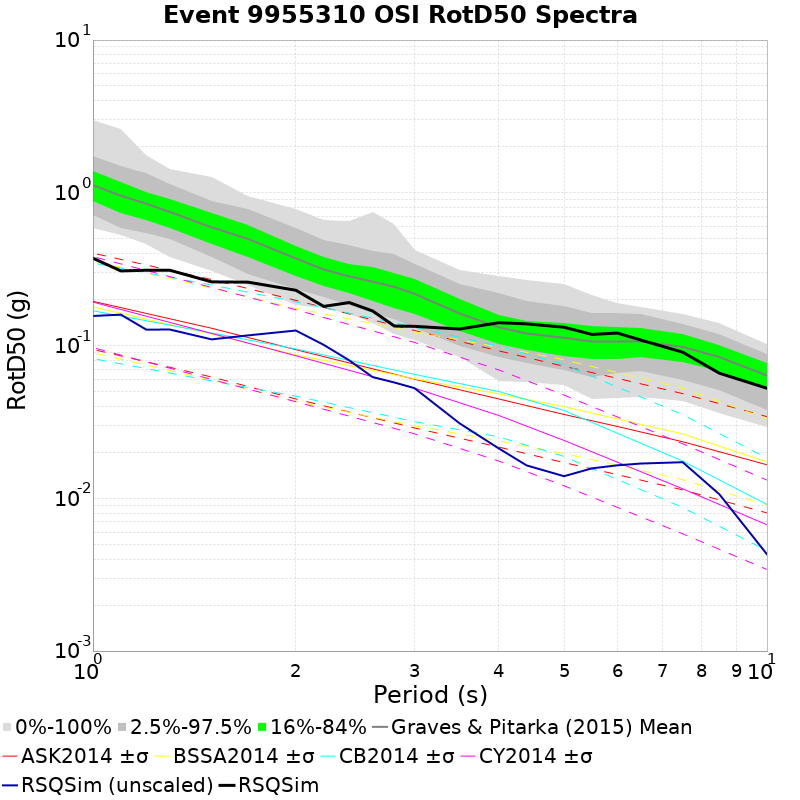 Event 9955310 OSI RotD50 Spectra
10^1
10^0
10^-1
10^-2
10^-3
RotD50 (g)
10^0 2 3 4 5 6 7 8 9 10^1
Period (s)
0%-100% 2.5%-97.5% 16%-84% Graves & Pitarka (2015) Mean
ASK2014 ±σ BSSA2014 ±σ CB2014 ±σ CY2014 ±σ
RSQSim (unscaled) RSQSim